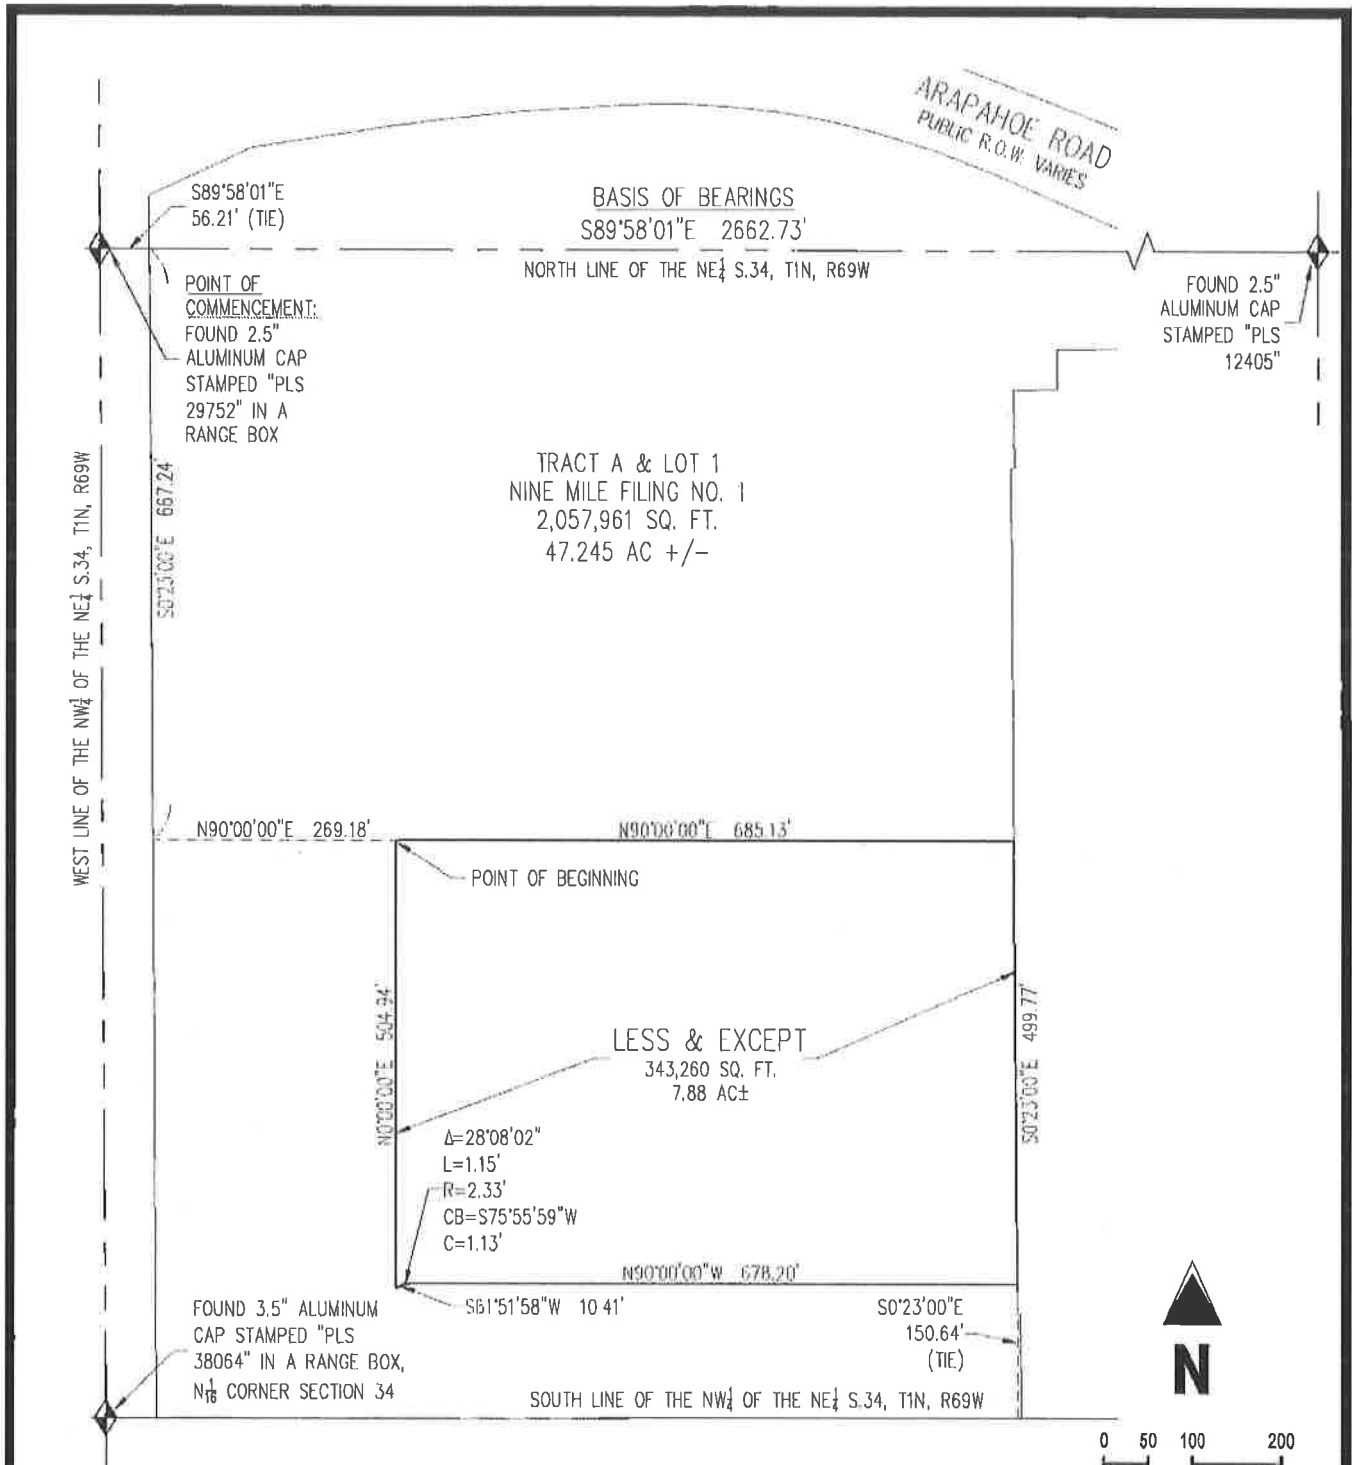 ARAPAHOE ROAD
PUBLIC R.O.W. VARIES
S89°58'01"E
56.21' (TIE)
BASIS OF BEARINGS
S89°58'01"E 2662.73'
NORTH LINE OF THE NE¼ S.34, T1N, R69W
POINT OF
COMMENCEMENT:
FOUND 2.5"
ALUMINUM CAP
STAMPED "PLS
29752" IN A
RANGE BOX
FOUND 2.5"
ALUMINUM CAP
STAMPED "PLS
12405"
WEST LINE OF THE NW¼ OF THE NE¼ S.34, T1N, R69W
S0°23'00"E 667.24'
TRACT A & LOT 1
NINE MILE FILING NO. 1
2,057,961 SQ. FT.
47.245 AC +/-
N90°00'00"E 269.18'
N90°00'00"E 685.13'
POINT OF BEGINNING
N0°00'00"E 504.94'
LESS & EXCEPT
343,260 SQ. FT.
7.88 AC±
S0°23'00"E 499.77'
Δ=28°08'02"
L=1.15'
R=2.33'
CB=S75°55'59"W
C=1.13'
N90°00'00"W 678.20'
S61°51'58"W 10.41'
S0°23'00"E
150.64'
(TIE)
FOUND 3.5" ALUMINUM
CAP STAMPED "PLS
38064" IN A RANGE BOX,
N1/16 CORNER SECTION 34
SOUTH LINE OF THE NW¼ OF THE NE¼ S.34, T1N, R69W
N
0 50 100 200